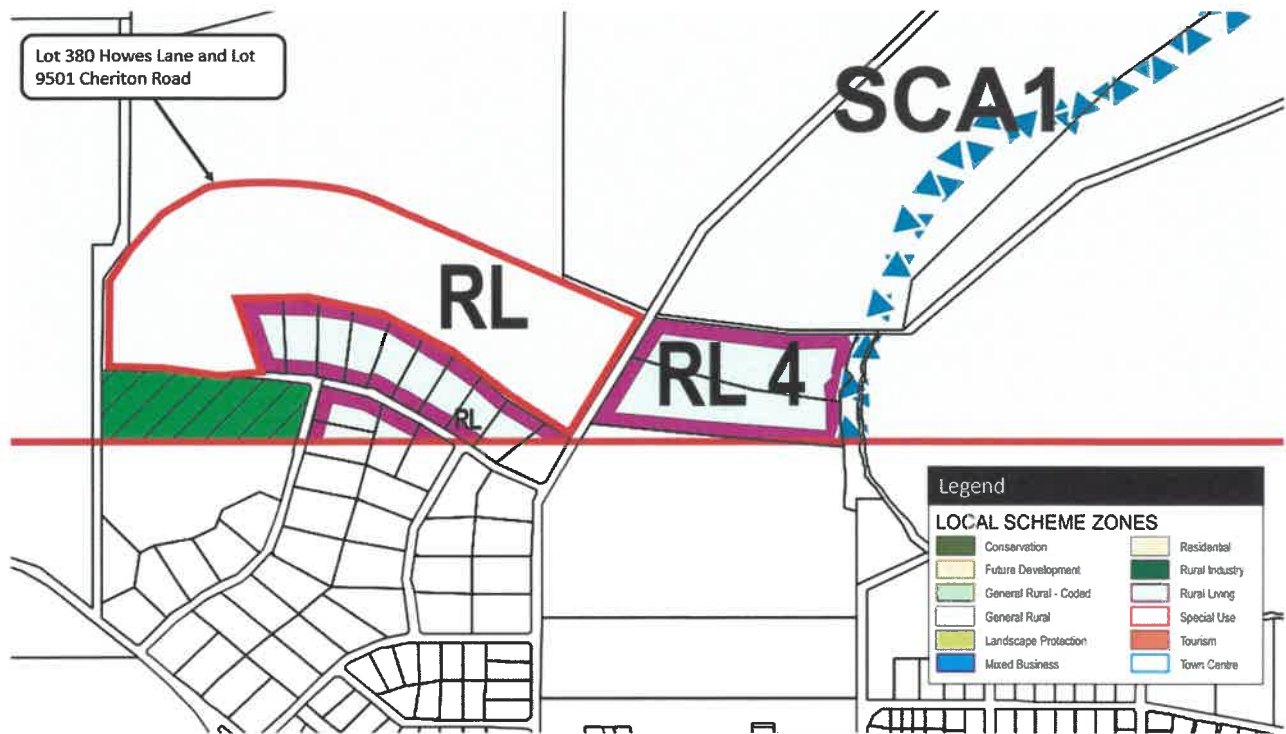 Lot 380 Howes Lane and Lot
9501 Cheriton Road
SCA1
RL
RL 4
RL
Legend
LOCAL SCHEME ZONES
Conservation
Residential
Future Development
Rural Industry
General Rural - Coded
Rural Living
General Rural
Special Use
Landscape Protection
Tourism
Mixed Business
Town Centre